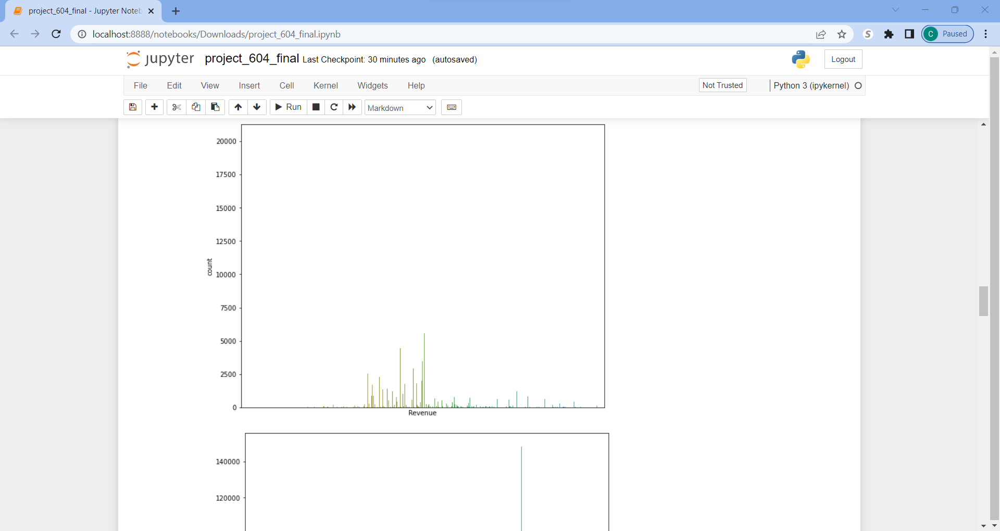 project_604_final - Jupyter Noteb
localhost:8888/notebooks/Downloads/project_604_final.ipynb
S
C Paused
jupyter project_604_final Last Checkpoint: 30 minutes ago (autosaved)
Logout
File Edit View Insert Cell Kernel Widgets Help
Not Trusted
Python 3 (ipykernel)
Run
Markdown
20000
17500
15000
12500
10000
7500
5000
2500
0
count
Revenue
140000
120000